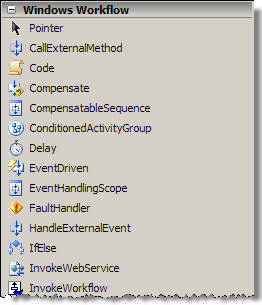 Windows Workflow
Pointer
CallExternalMethod
Code
Compensate
CompensatableSequence
ConditionedActivityGroup
Delay
EventDriven
EventHandlingScope
FaultHandler
HandleExternalEvent
IfElse
InvokeWebService
InvokeWorkflow